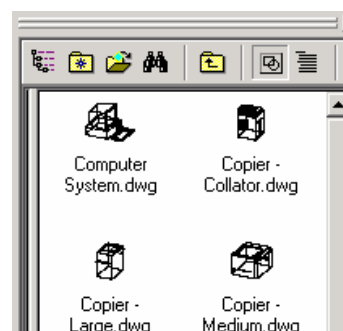 Computer
System.dwg
Copier -
Collator.dwg
Copier -
Large.dwg
Copier -
Medium.dwg